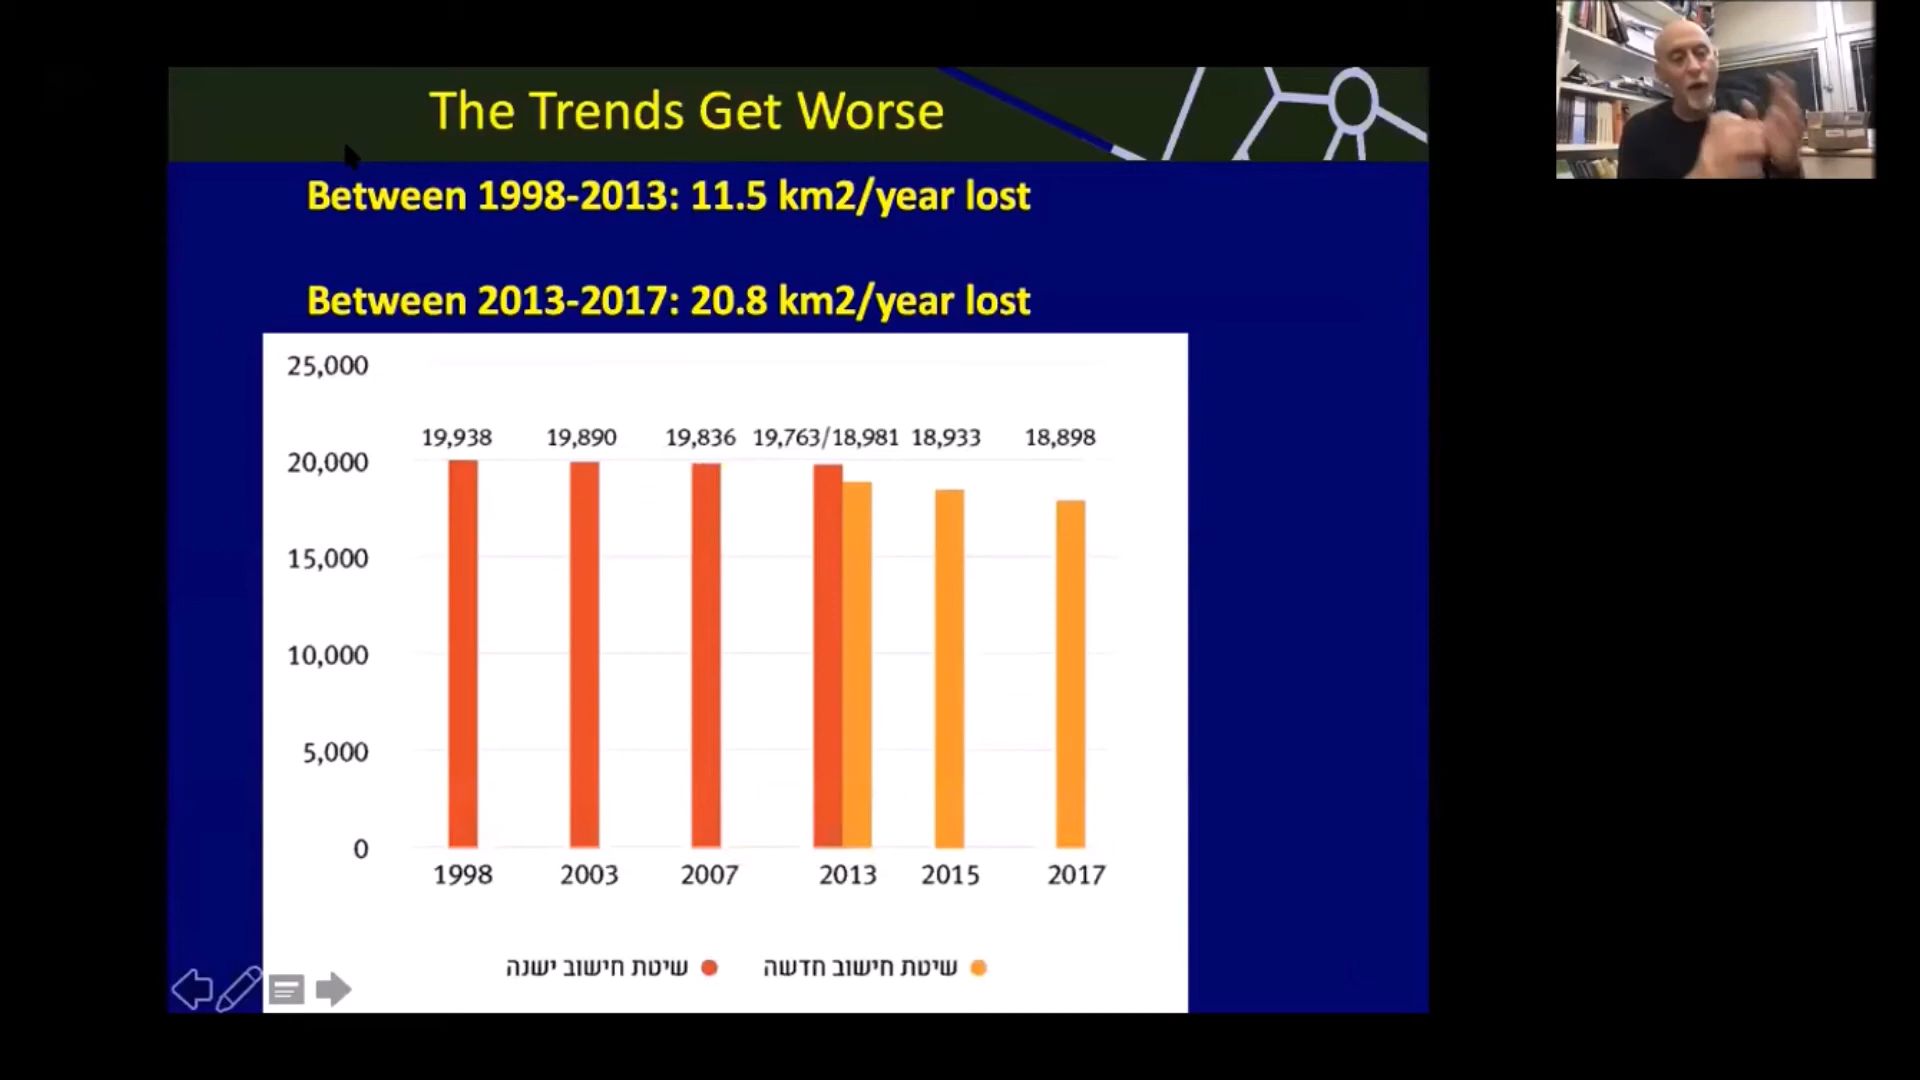 The Trends Get Worse
Between 1998-2013: 11.5 km2/year lost
Between 2013-2017: 20.8 km2/year lost
25,000
19,938 19,890 19,836 19,763/18,981 18,933 18,898
20,000
15,000
10,000
5,000
0
1998 2003 2007 2013 2015 2017
שיטת חישוב חדשה שיטת חישוב ישנה